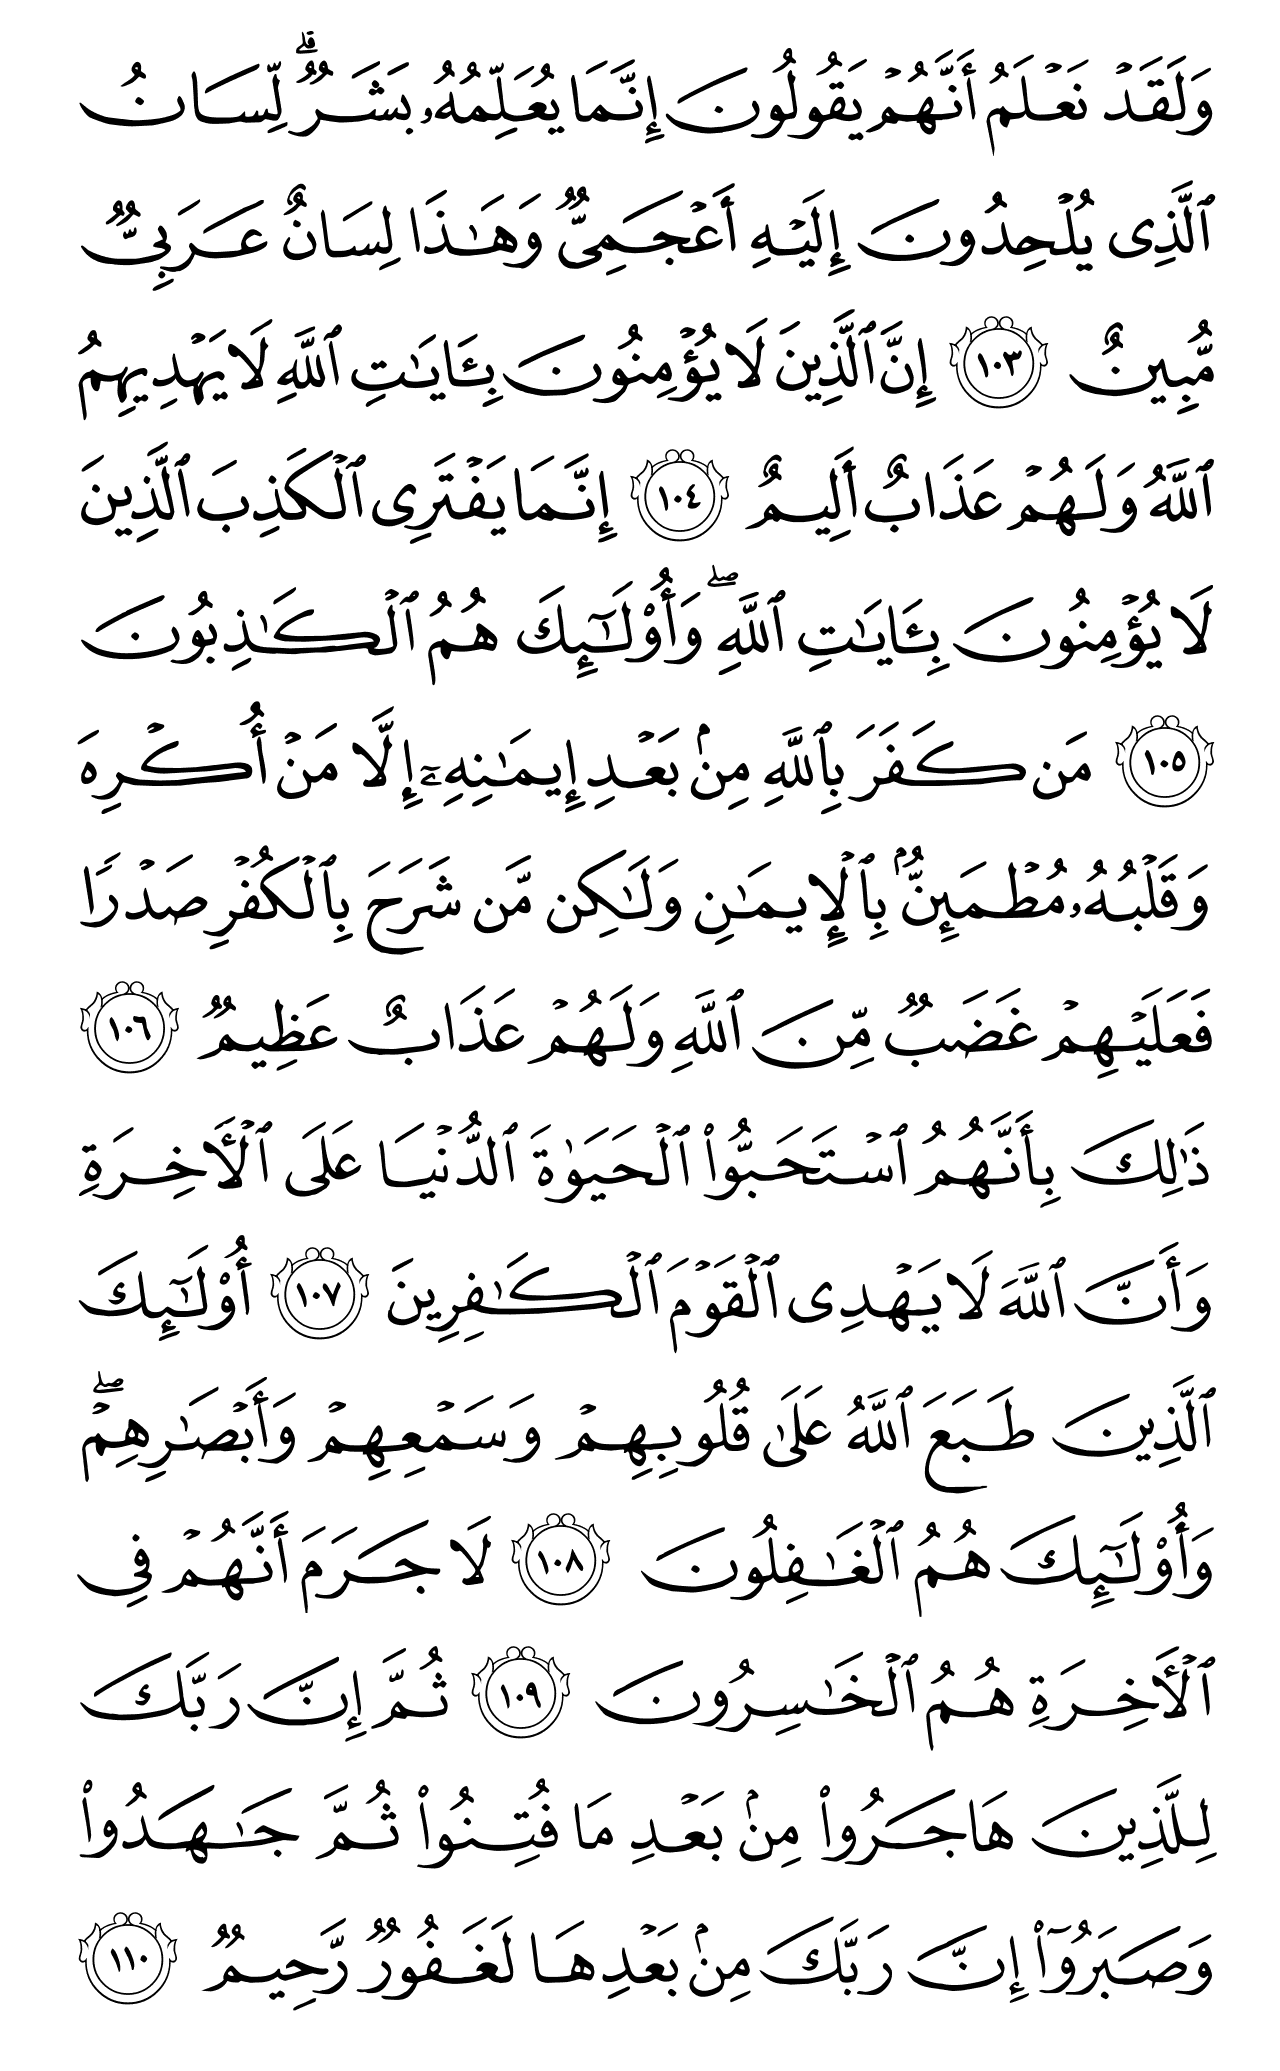 وَلَقَدۡ نَعۡلَمُ أَنَّهُمۡ يَقُولُونَ إِنَّمَا يُعَلِّمُهُۥ بَشَرٞۗ لِّسَانُ
ٱلَّذِي يُلۡحِدُونَ إِلَيۡهِ أَعۡجَمِيّٞ وَهَٰذَا لِسَانٌ عَرَبِيّٞ
مُّبِينٌ ١٠٣ إِنَّ ٱلَّذِينَ لَا يُؤۡمِنُونَ بِـَٔايَٰتِ ٱللَّهِ لَا يَهۡدِيهِمُ
ٱللَّهُ وَلَهُمۡ عَذَابٌ أَلِيمٌ ١٠٤ إِنَّمَا يَفۡتَرِي ٱلۡكَذِبَ ٱلَّذِينَ
لَا يُؤۡمِنُونَ بِـَٔايَٰتِ ٱللَّهِۖ وَأُوْلَٰٓئِكَ هُمُ ٱلۡكَٰذِبُونَ
١٠٥ مَن كَفَرَ بِٱللَّهِ مِنۢ بَعۡدِ إِيمَٰنِهِۦٓ إِلَّا مَنۡ أُكۡرِهَ
وَقَلۡبُهُۥ مُطۡمَئِنُّۢ بِٱلۡإِيمَٰنِ وَلَٰكِن مَّن شَرَحَ بِٱلۡكُفۡرِ صَدۡرٗا
فَعَلَيۡهِمۡ غَضَبٞ مِّنَ ٱللَّهِ وَلَهُمۡ عَذَابٌ عَظِيمٞ ١٠٦
ذَٰلِكَ بِأَنَّهُمُ ٱسۡتَحَبُّواْ ٱلۡحَيَوٰةَ ٱلدُّنۡيَا عَلَى ٱلۡأٓخِرَةِ
وَأَنَّ ٱللَّهَ لَا يَهۡدِي ٱلۡقَوۡمَ ٱلۡكَٰفِرِينَ ١٠٧ أُوْلَٰٓئِكَ
ٱلَّذِينَ طَبَعَ ٱللَّهُ عَلَىٰ قُلُوبِهِمۡ وَسَمۡعِهِمۡ وَأَبۡصَٰرِهِمۡۖ
وَأُوْلَٰٓئِكَ هُمُ ٱلۡغَٰفِلُونَ ١٠٨ لَا جَرَمَ أَنَّهُمۡ فِي
ٱلۡأٓخِرَةِ هُمُ ٱلۡخَٰسِرُونَ ١٠٩ ثُمَّ إِنَّ رَبَّكَ
لِلَّذِينَ هَاجَرُواْ مِنۢ بَعۡدِ مَا فُتِنُواْ ثُمَّ جَٰهَدُواْ
وَصَبَرُوٓاْ إِنَّ رَبَّكَ مِنۢ بَعۡدِهَا لَغَفُورٞ رَّحِيمٞ ١١٠